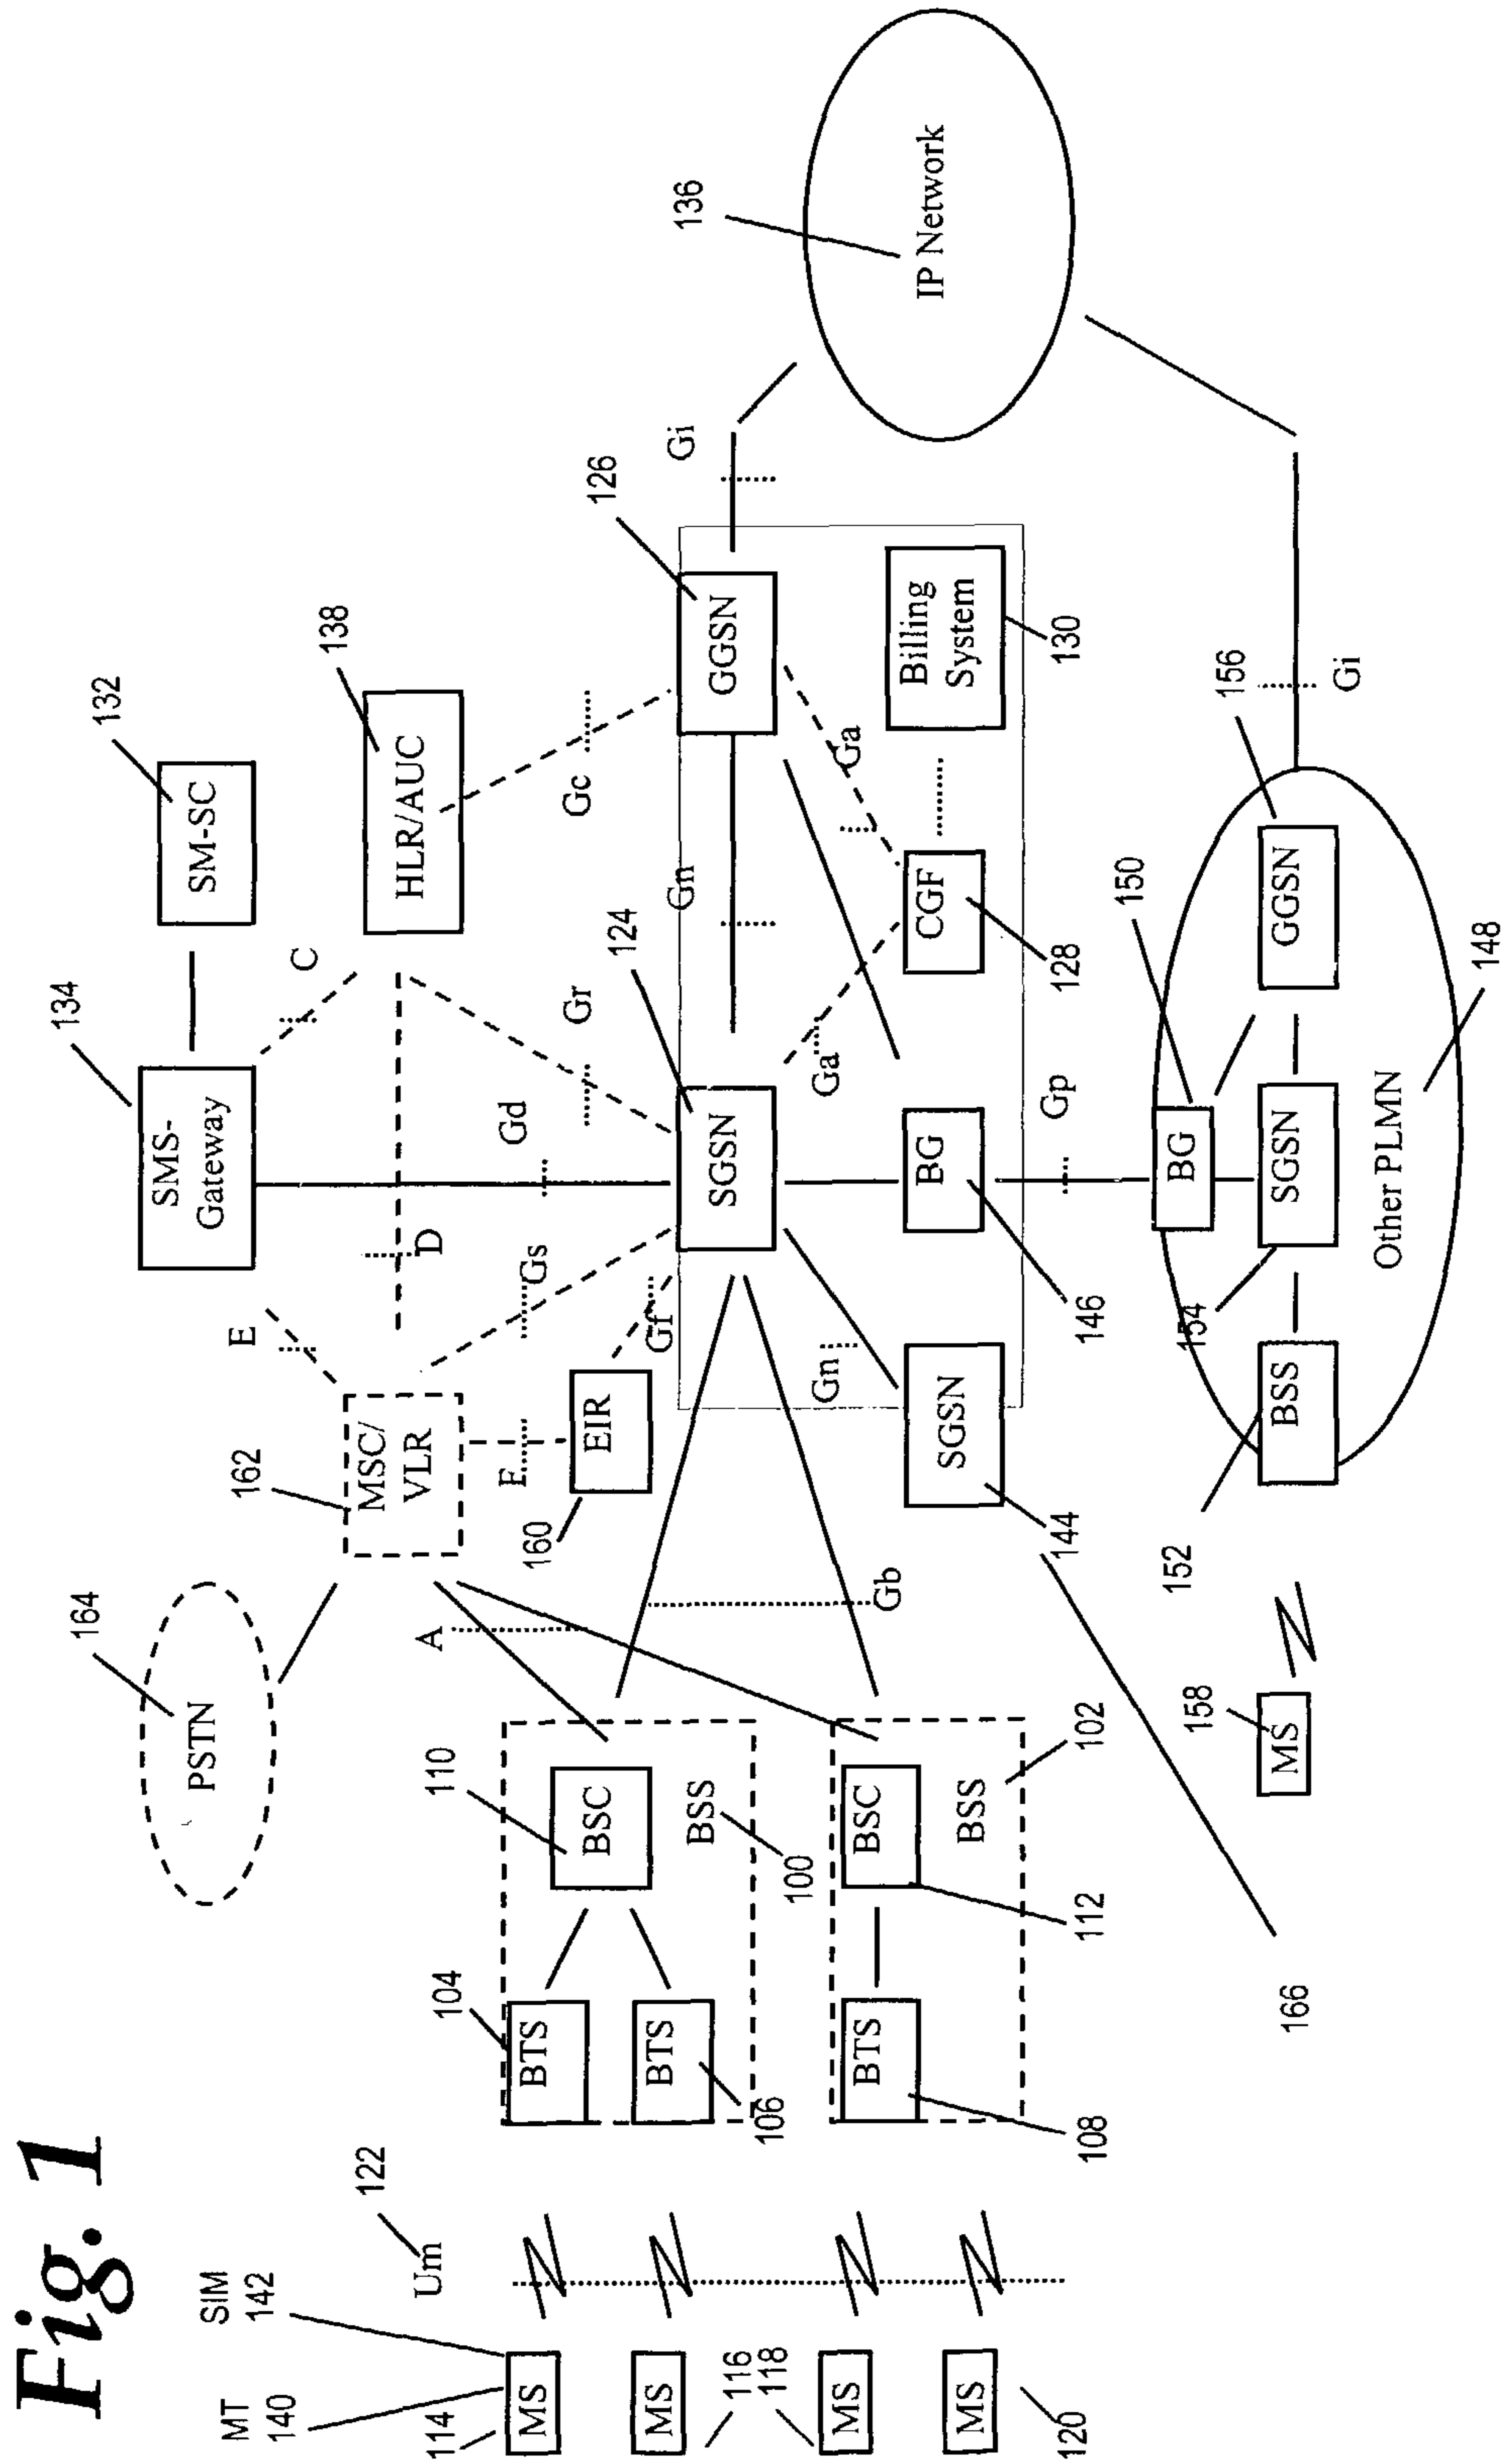 Fig. 1
PSTN
164
162
MSC/
VLR
E
134
SMS-
Gateway
132
SM-SC
C
138
HLR/AUC
D
Gs
Gd
Gr
Gc
F
160
EIR
Gf
A
Gb
124
SGSN
Gn
126
GGSN
Gi
136
IP Network
Ga
Ga
CGF
128
Billing
System
130
Gn
SGSN
144
BG
146
Gp
166
MT
140
SIM
142
Um
122
114
MS
MS
116
118
MS
MS
120
104
BTS
BTS
106
110
BSC
BSS
100
BTS
108
BSC
112
BSS
102
158
MS
152
BSS
154
SGSN
BG
150
GGSN
156
Other PLMN
148
Gi